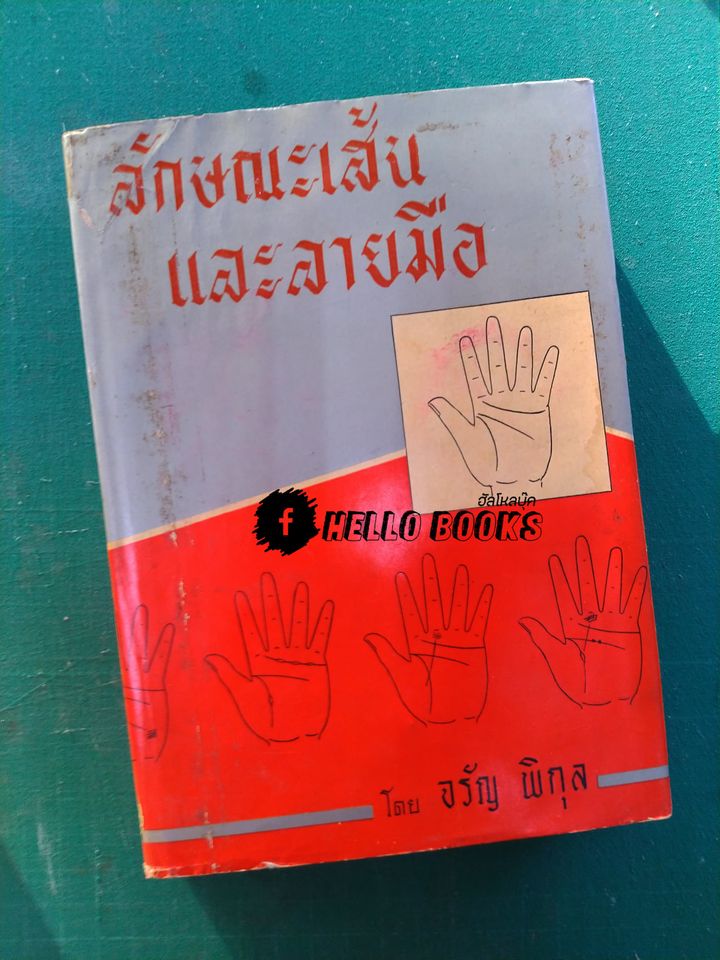 ลักษณะเส้น
และลายมือ
ฮัลโหลบุ๊ค
f HELLO BOOKS
โดย จรัญ พิกุล